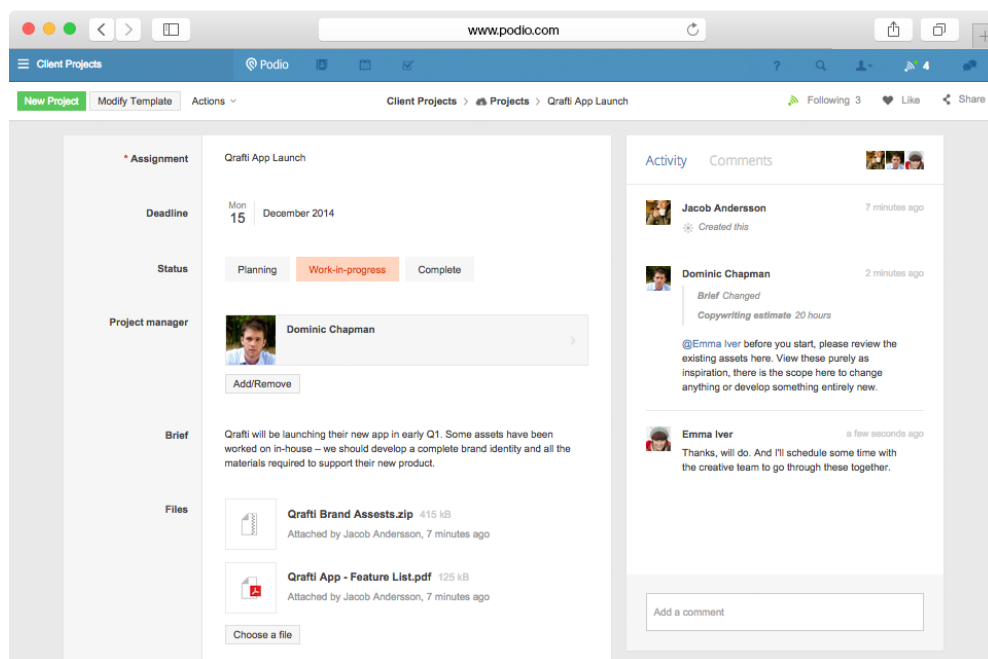 www.podio.com
Client Projects
Podio
? 4
New Project Modify Template Actions
Client Projects > Projects > Qrafti App Launch
Following 3 Like Share
* Assignment Qrafti App Launch
Deadline Mon 15 December 2014
Status Planning Work-in-progress Complete
Project manager Dominic Chapman
Add/Remove
Brief Qrafti will be launching their new app in early Q1. Some assets have been
worked on in-house – we should develop a complete brand identity and all the
materials required to support their new product.
Files
Qrafti Brand Assests.zip 415 kB
Attached by Jacob Andersson, 7 minutes ago
Qrafti App - Feature List.pdf 125 kB
Attached by Jacob Andersson, 7 minutes ago
Choose a file
Activity Comments
Jacob Andersson 7 minutes ago
Created this
Dominic Chapman 2 minutes ago
Brief Changed
Copywriting estimate 20 hours
@Emma Iver before you start, please review the
existing assets here. View these purely as
inspiration, there is the scope here to change
anything or develop something entirely new.
Emma Iver a few seconds ago
Thanks, will do. And I'll schedule some time with
the creative team to go through these together.
Add a comment